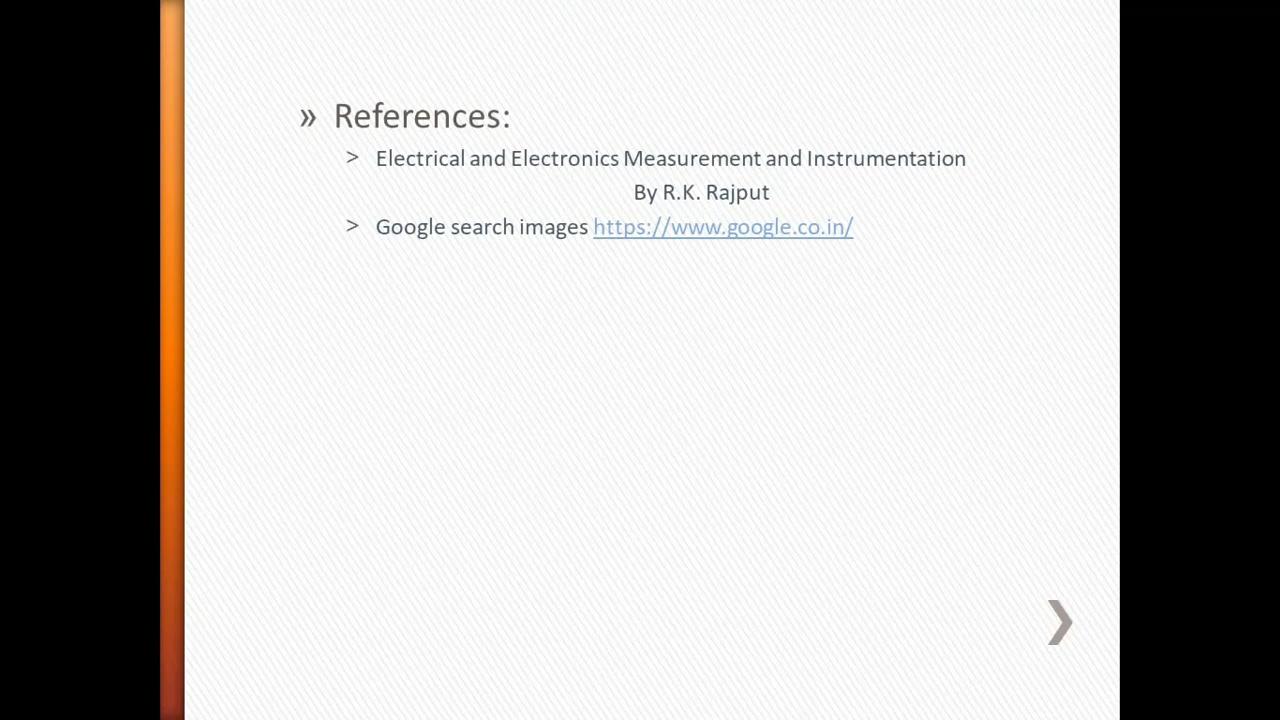 » References:
> Electrical and Electronics Measurement and Instrumentation
By R.K. Rajput
> Google search images https://www.google.co.in/